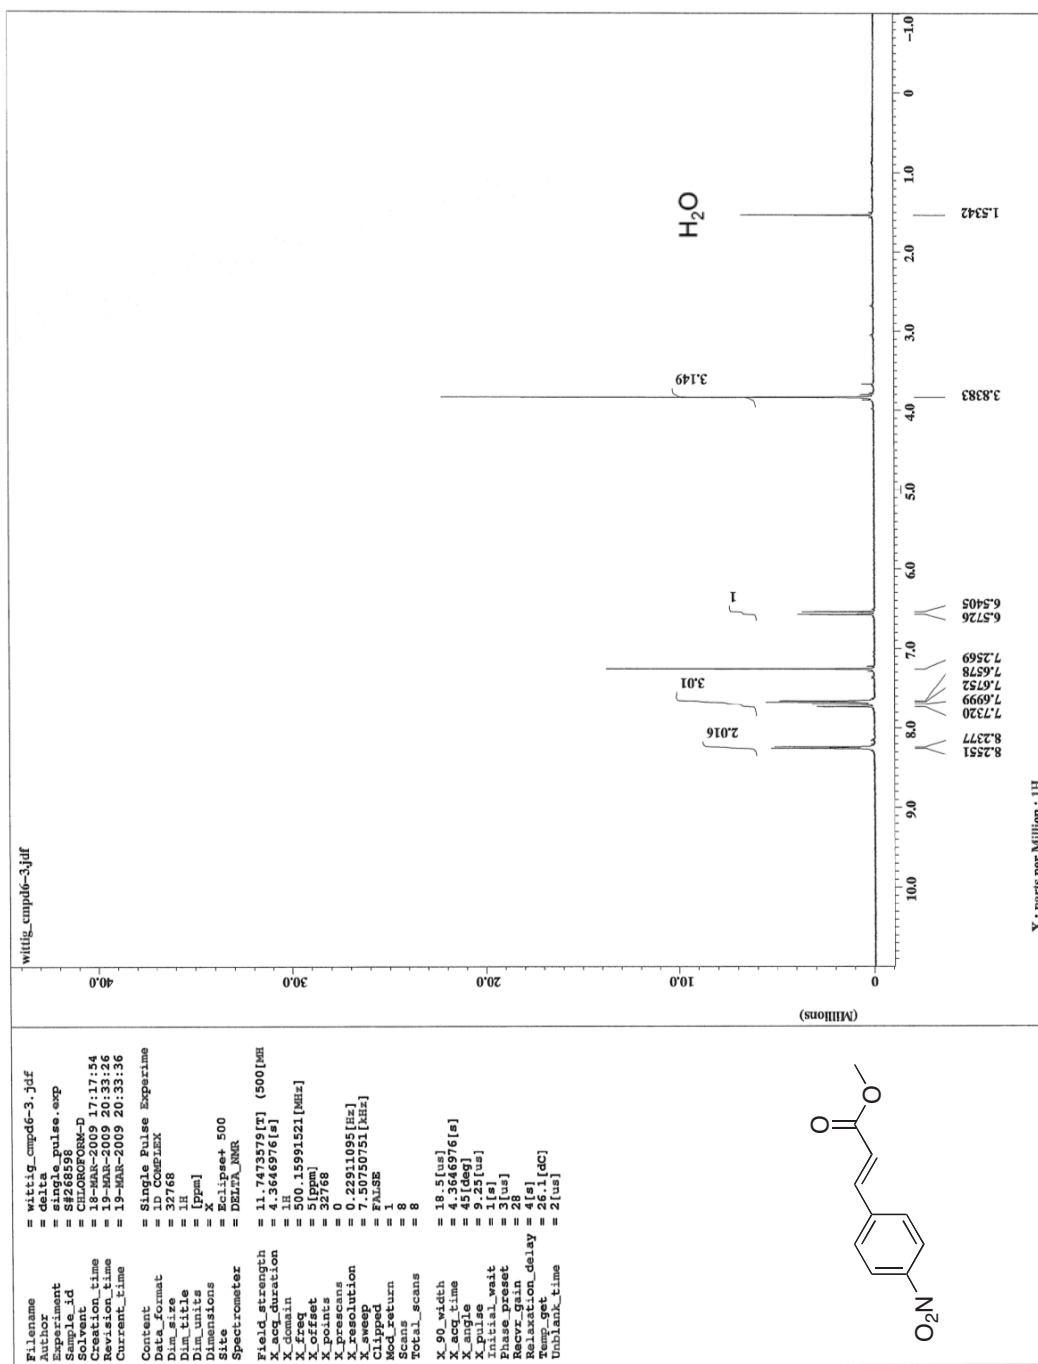 wittig_cmpd6-3.jdf
H2O
3.149
1
3.01
2.016
(Millions)
0
10.0
20.0
30.0
40.0
10.0
9.0
8.0
7.0
6.0
5.0
4.0
3.0
2.0
1.0
0
-1.0
8.2551
8.2377
7.7320
7.6999
7.6752
7.6578
7.2569
6.5726
6.5405
3.8383
1.5342
X : parts per Million : 1H
Filename = wittig_cmpd6-3.jdf
Author = delta
Experiment = single_pulse.exp
Sample_id = S#268598
Solvent = CHLOROFORM-D
Creation_time = 18-MAR-2009 17:17:54
Revision_time = 19-MAR-2009 20:33:26
Current_time = 19-MAR-2009 20:33:36
Content = Single Pulse Experime
Data_format = 1D COMPLEX
Dim_size = 32768
Dim_title = 1H
Dim_units = [ppm]
Dimensions = X
Site = Eclipse+ 500
Spectrometer = DELTA_NMR
Field_strength = 11.7473579[T] (500[MH
X_acq_duration = 4.3646976[s]
X_domain = 1H
X_freq = 500.15991521[MHz]
X_offset = 5[ppm]
X_points = 32768
X_prescans = 0
X_resolution = 0.22911095[Hz]
X_sweep = 7.50750751[kHz]
Clipped = FALSE
Mod_return = 1
Scans = 8
Total_scans = 8
X_90_width = 18.5[us]
X_acq_time = 4.3646976[s]
X_angle = 45[deg]
X_pulse = 9.25[us]
Initial_wait = 1[s]
Phase_preset = 3[us]
Recvr_gain = 28
Relaxation_delay = 4[s]
Temp_get = 26.1[dC]
Unblank_time = 2[us]
O
O
O2N